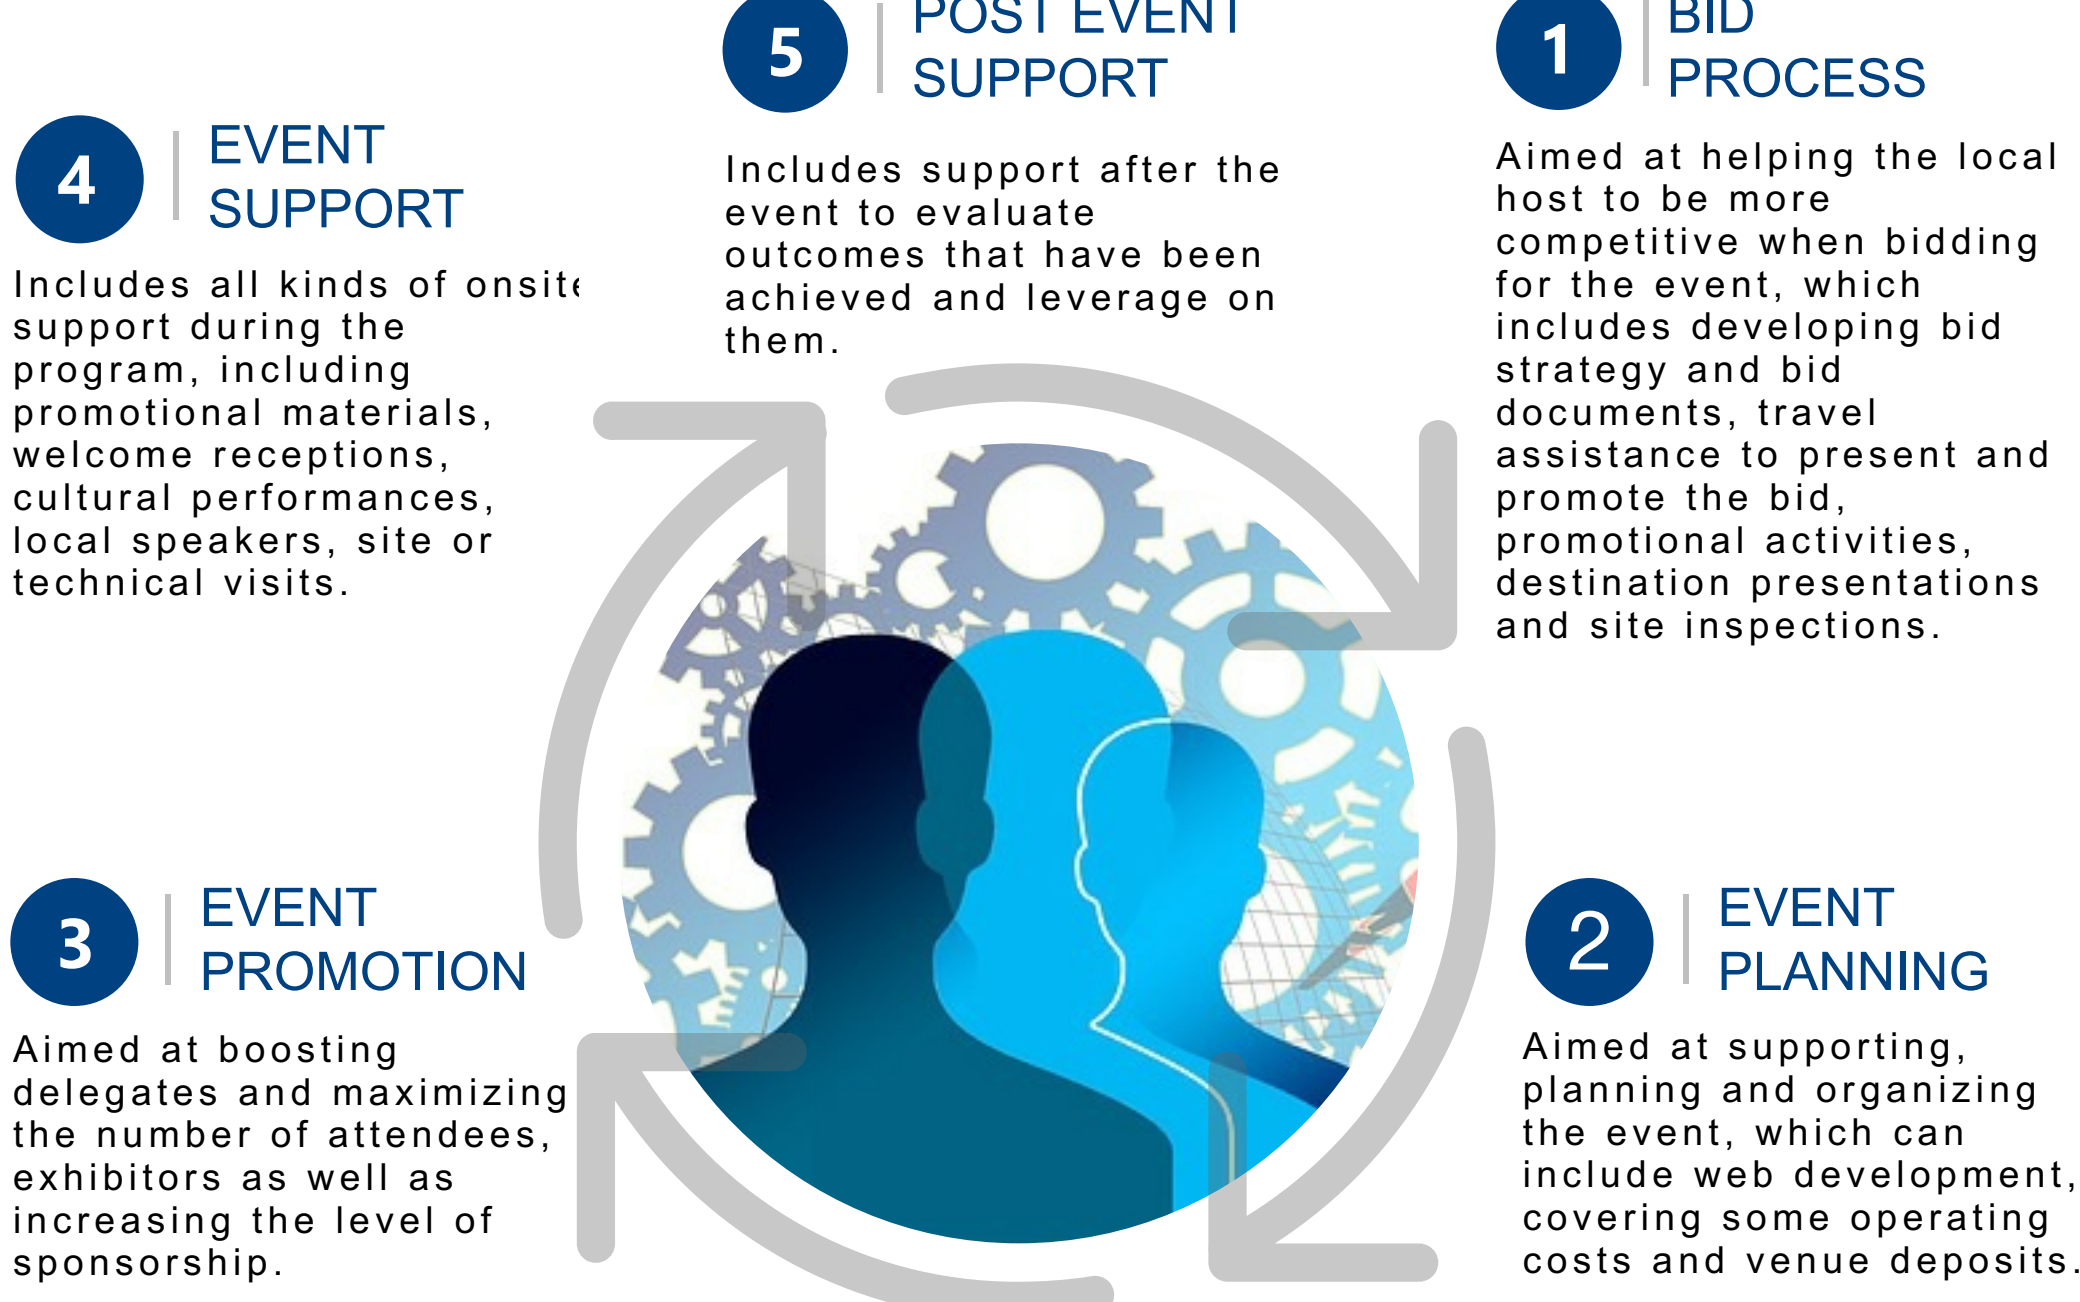 5
POST EVENT
SUPPORT
Includes support after the
event to evaluate
outcomes that have been
achieved and leverage on
them.
1
BID
PROCESS
Aimed at helping the local
host to be more
competitive when bidding
for the event, which
includes developing bid
strategy and bid
documents, travel
assistance to present and
promote the bid,
promotional activities,
destination presentations
and site inspections.
4
EVENT
SUPPORT
Includes all kinds of onsite
support during the
program, including
promotional materials,
welcome receptions,
cultural performances,
local speakers, site or
technical visits.
3
EVENT
PROMOTION
Aimed at boosting
delegates and maximizing
the number of attendees,
exhibitors as well as
increasing the level of
sponsorship.
2
EVENT
PLANNING
Aimed at supporting,
planning and organizing
the event, which can
include web development,
covering some operating
costs and venue deposits.